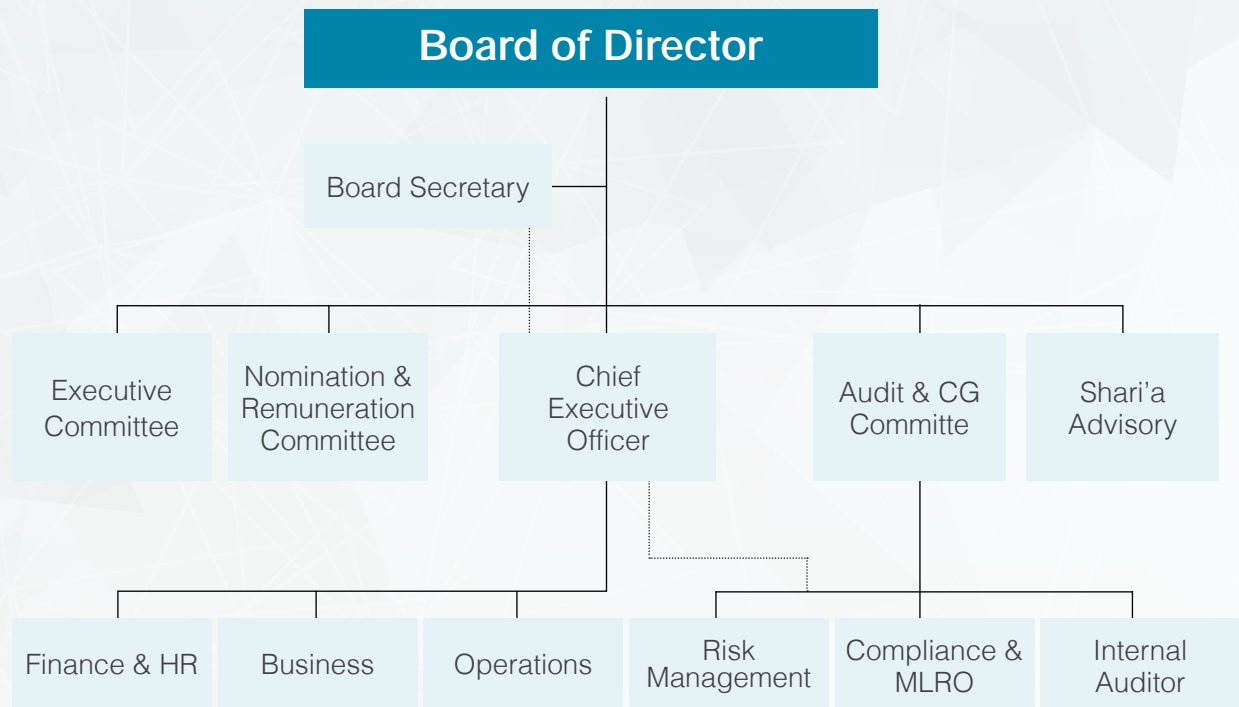 Board of Director
Board Secretary
Executive
Committee
Nomination &
Remuneration
Committee
Chief
Executive
Officer
Audit & CG
Committe
Shari’a
Advisory
Finance & HR
Business
Operations
Risk
Management
Compliance &
MLRO
Internal
Auditor